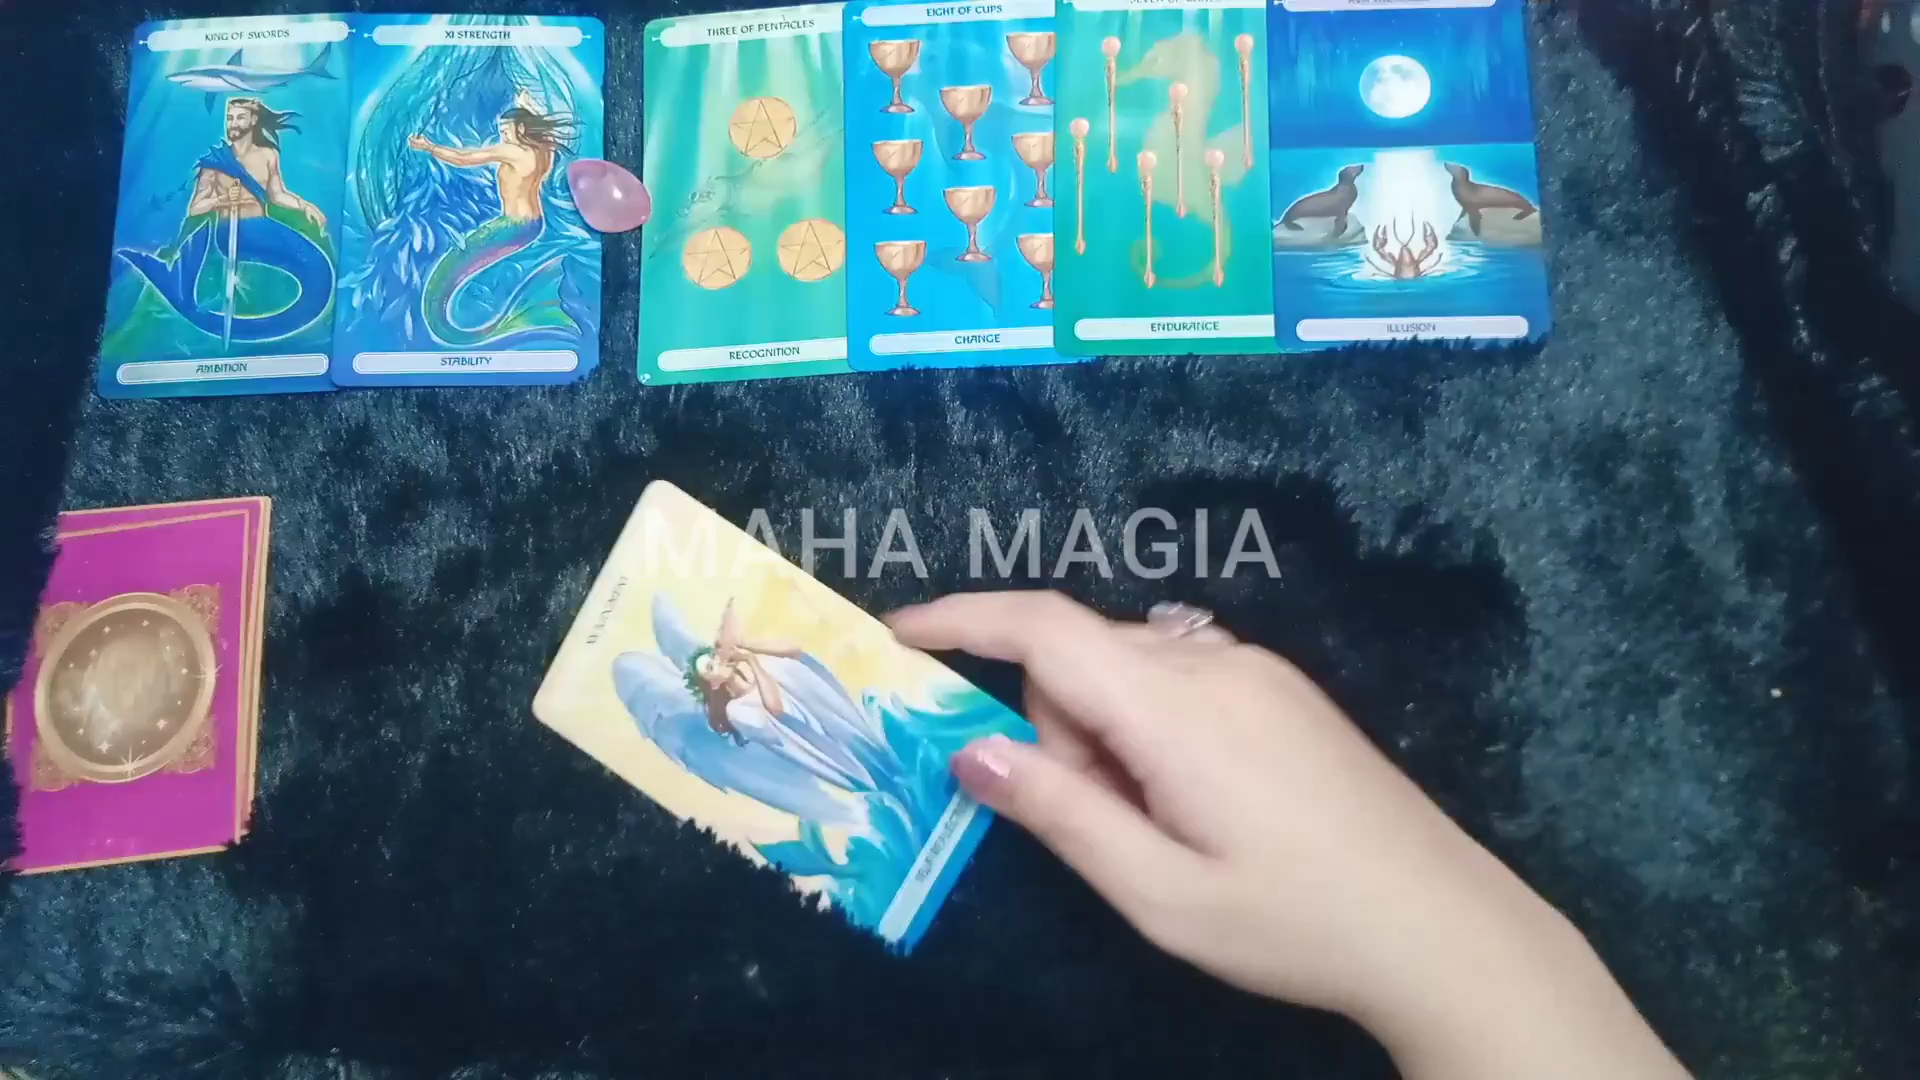 KING OF SWORDS
XI STRENGTH
THREE OF PENTACLES
EIGHT OF CUPS
AMBITION
STABILITY
RECOGNITION
CHANGE
ENDURANCE
ILLUSION
MAHA MAGIA